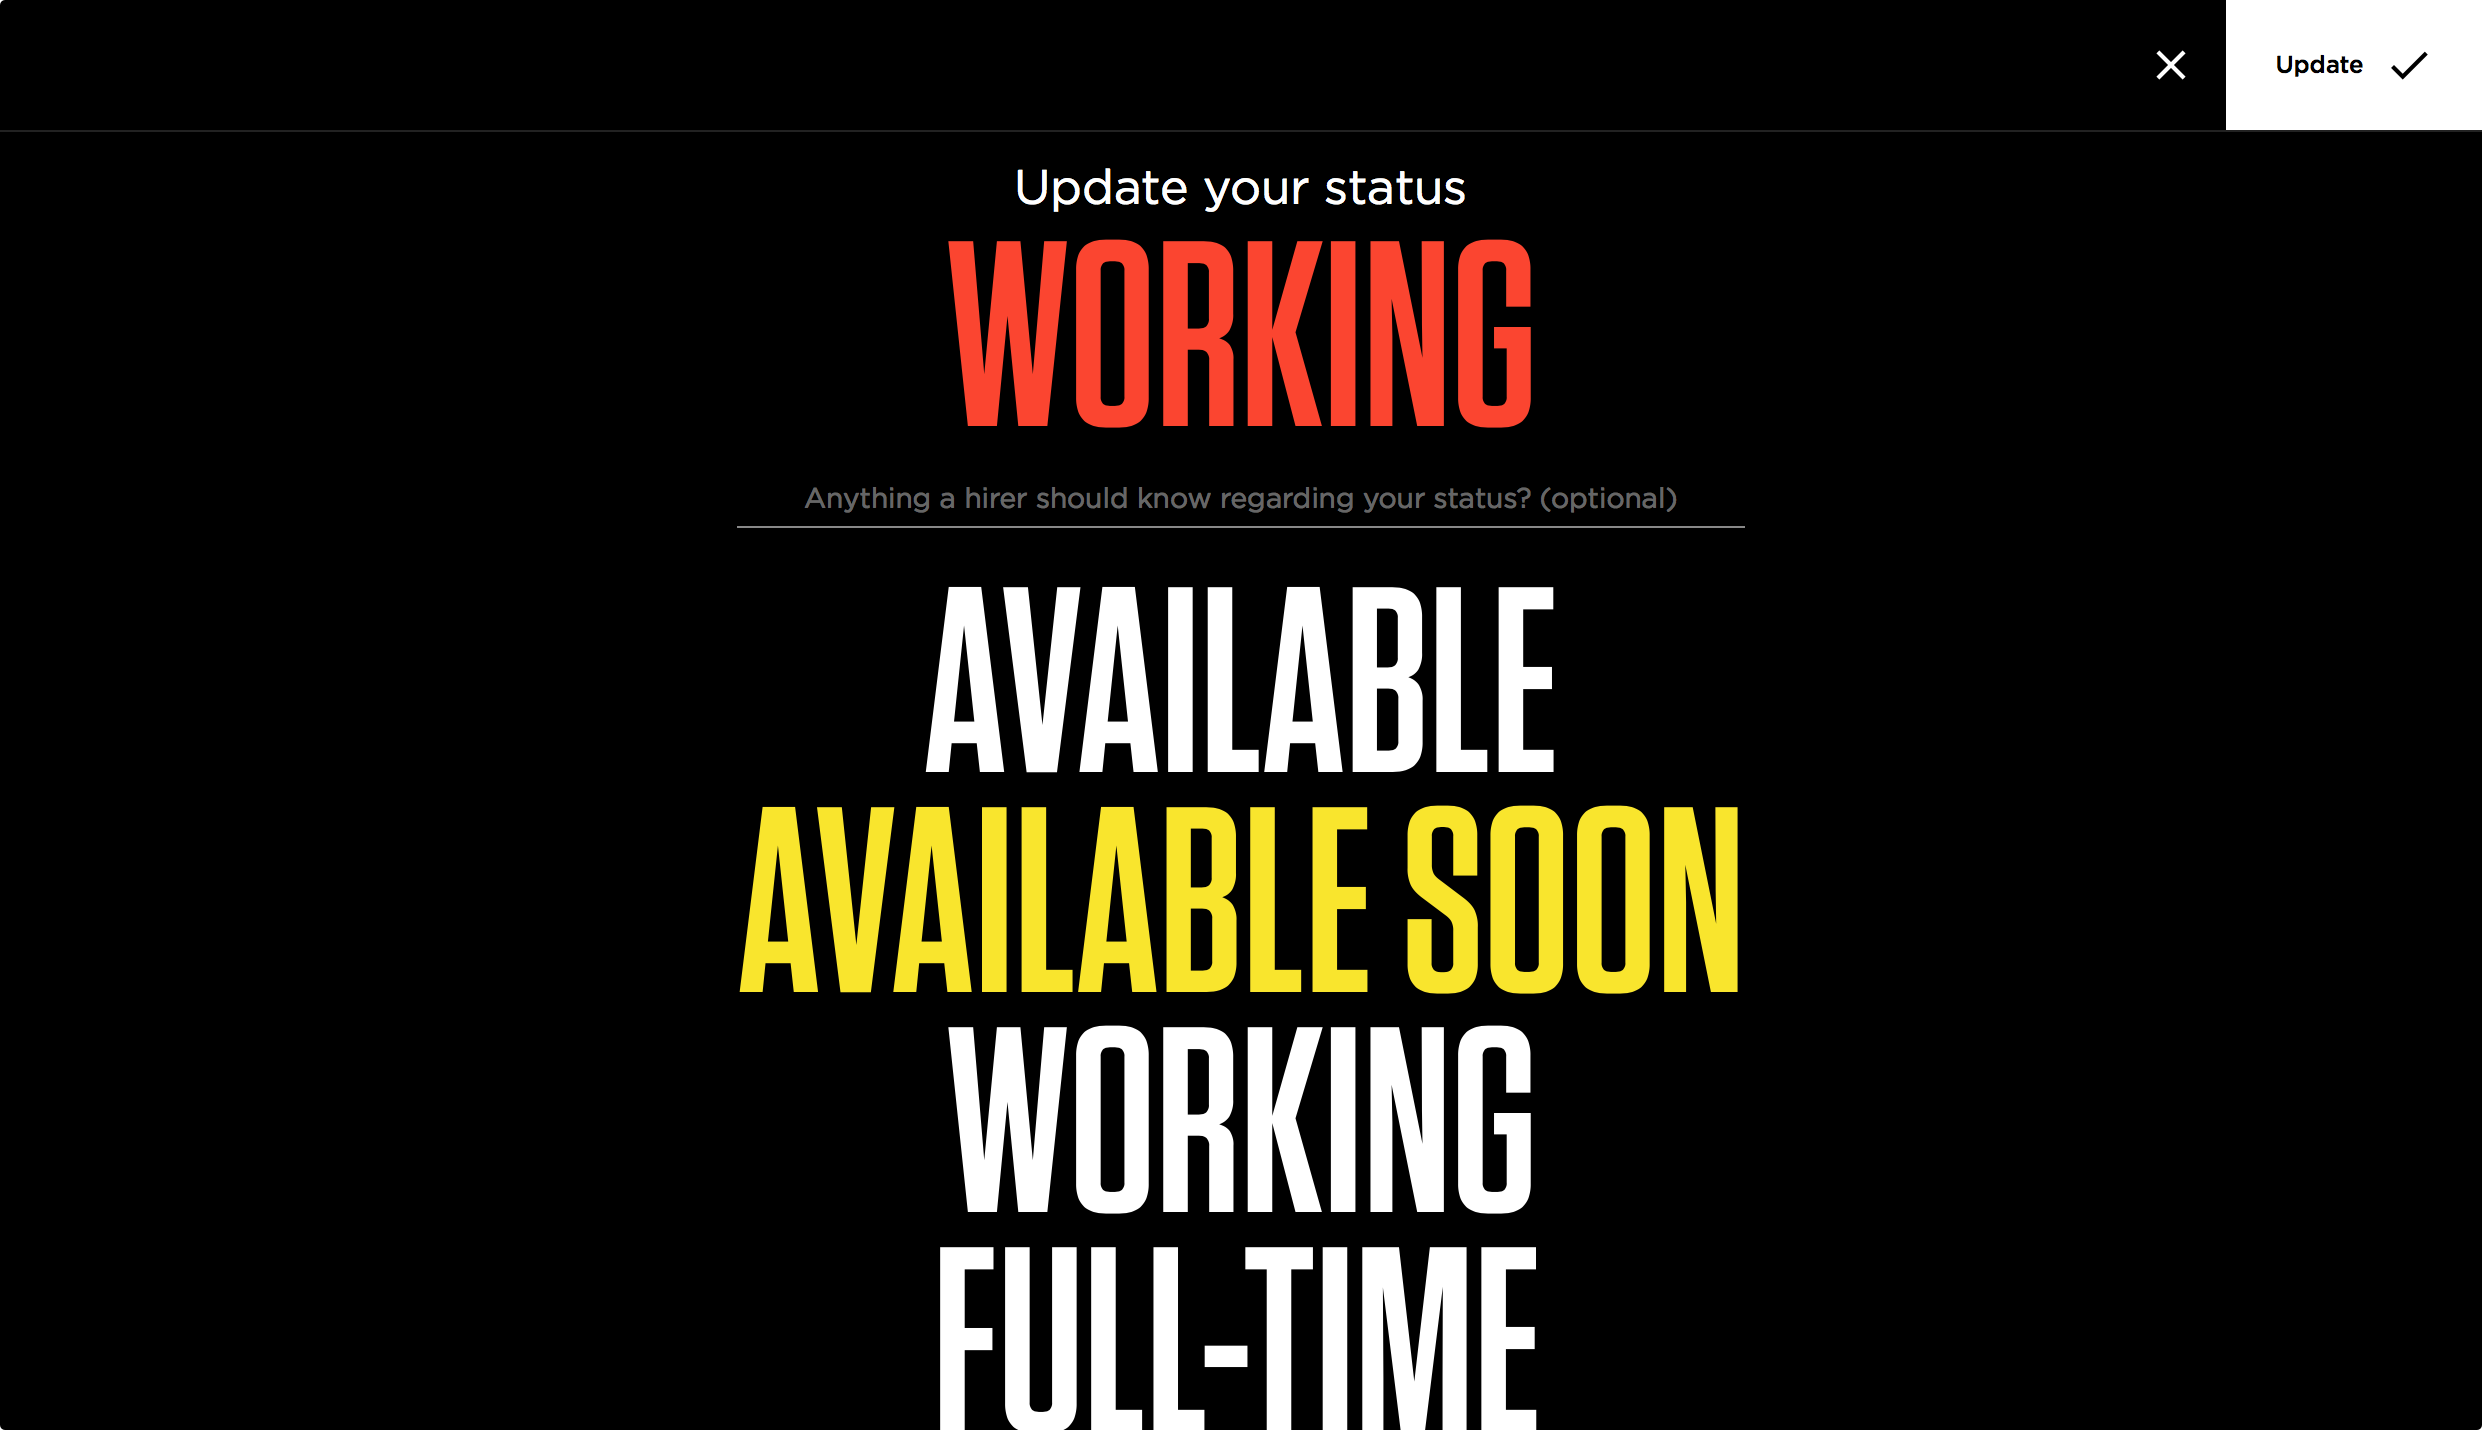 Update
Update your status
WORKING
Anything a hirer should know regarding your status? (optional)
AVAILABLE
AVAILABLE SOON
WORKING
FULL-TIME